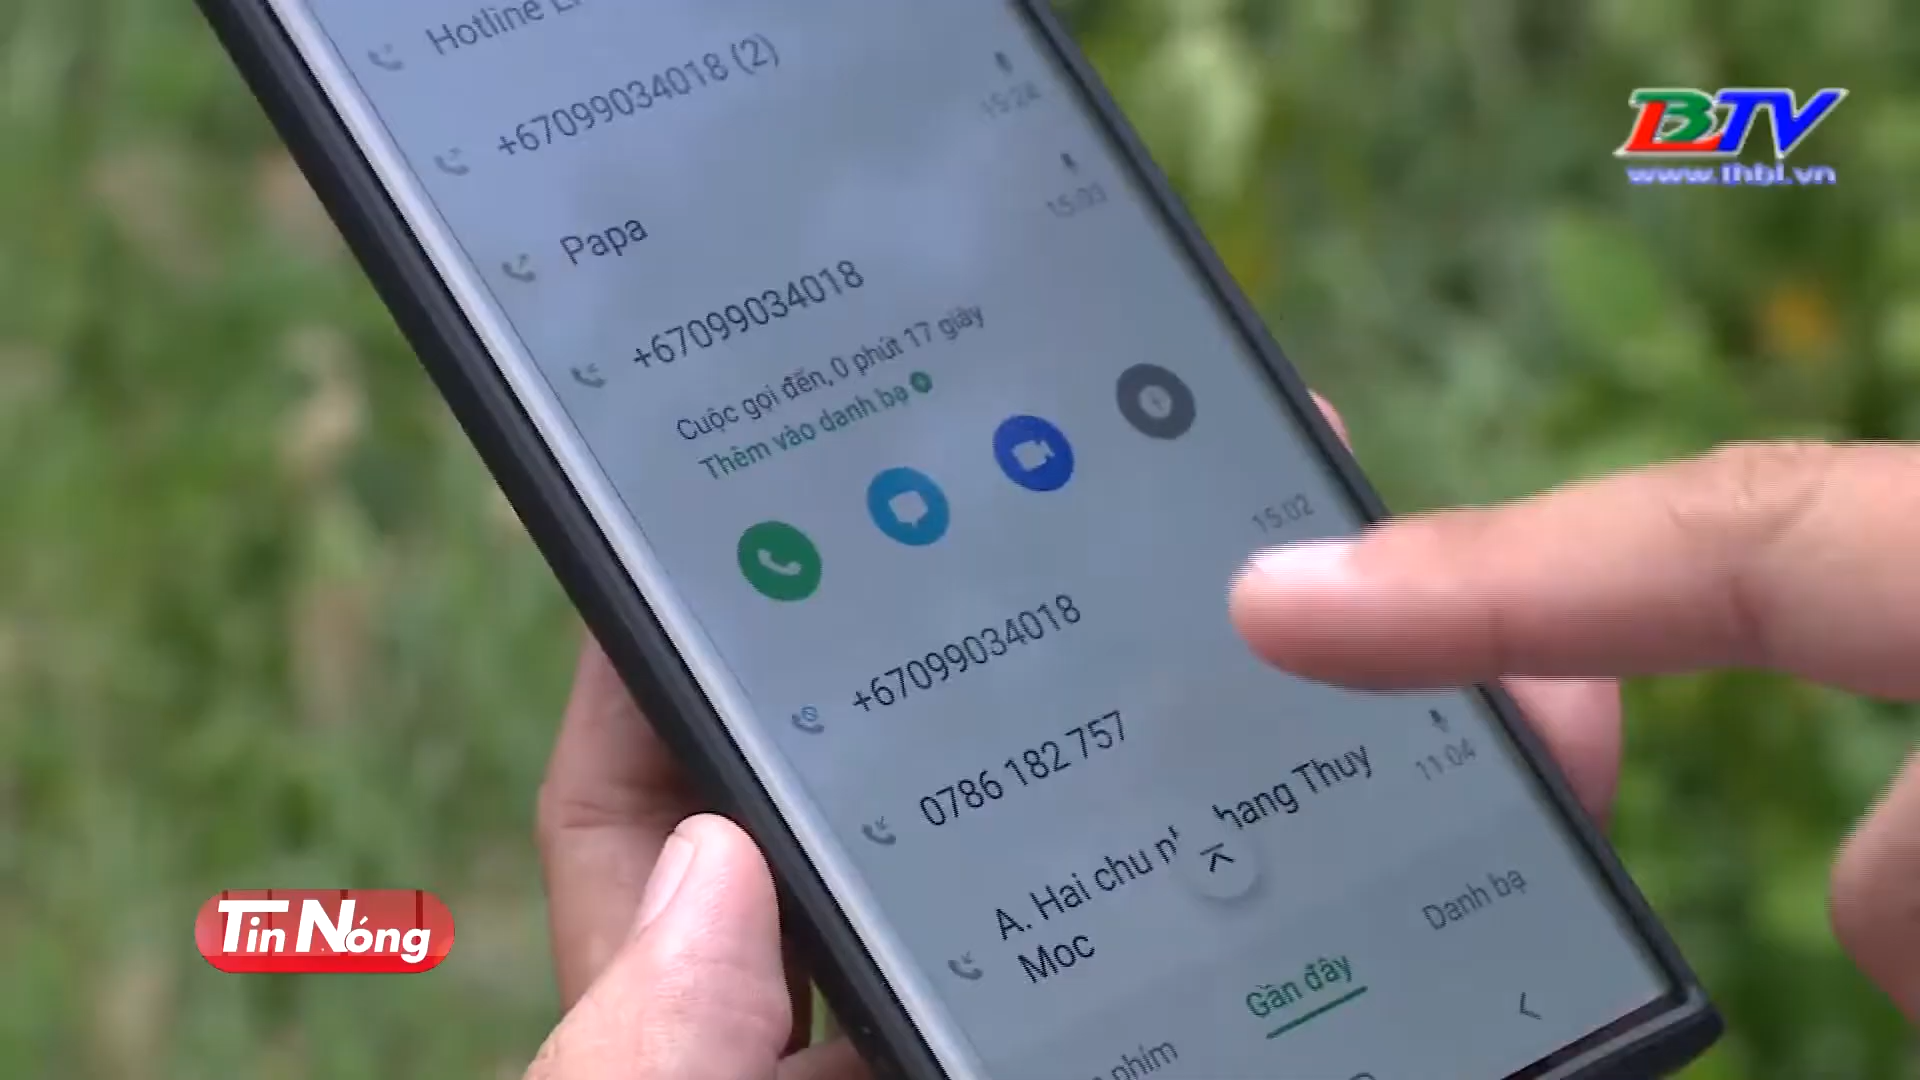 Hotline
+67099034018 (2)
15:24
Papa
15:03
+67099034018
Cuộc gọi đến, 0 phút 17 giây
Thêm vào danh bạ
15:02
+67099034018
0786 182 757
11:04
A. Hai chu hang Thuy
Moc
phím
Gần đây
Danh bạ
BTV
www.thbt.vn
Tin Nóng